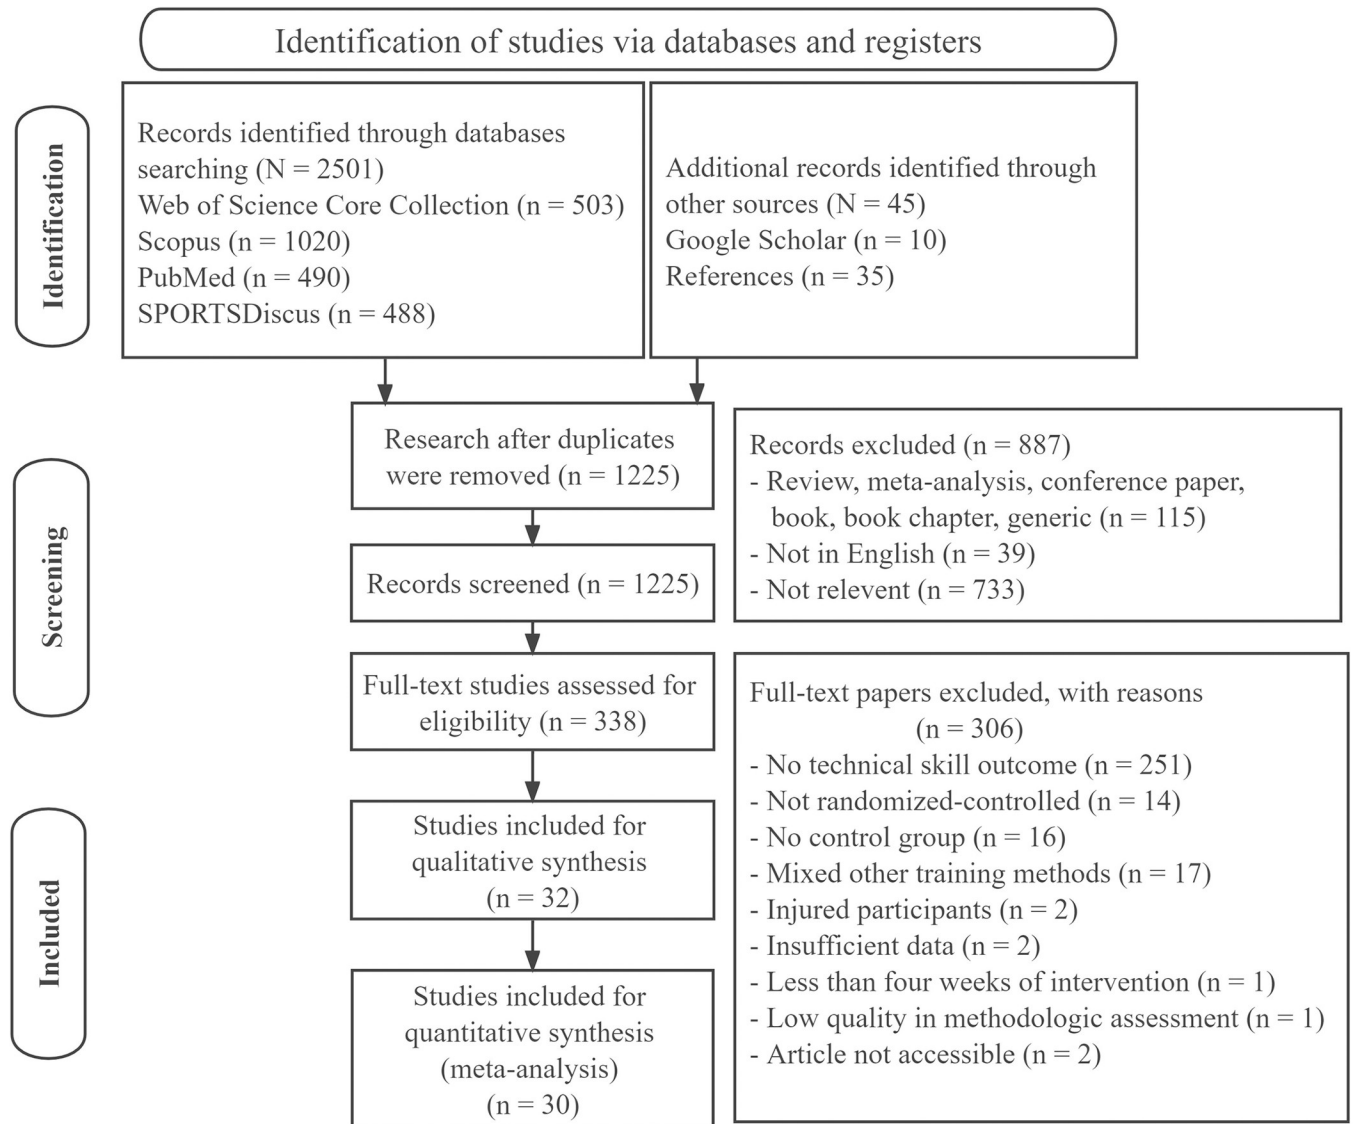 Identification of studies via databases and registers
Identification
Records identified through databases
searching (N = 2501)
Web of Science Core Collection (n = 503)
Scopus (n = 1020)
PubMed (n = 490)
SPORTSDiscus (n = 488)
Additional records identified through
other sources (N = 45)
Google Scholar (n = 10)
References (n = 35)
Screening
Research after duplicates
were removed (n = 1225)
Records screened (n = 1225)
Records excluded (n = 887)
- Review, meta-analysis, conference paper,
book, book chapter, generic (n = 115)
- Not in English (n = 39)
- Not relevent (n = 733)
Full-text studies assessed for
eligibility (n = 338)
Full-text papers excluded, with reasons
(n = 306)
- No technical skill outcome (n = 251)
- Not randomized-controlled (n = 14)
- No control group (n = 16)
- Mixed other training methods (n = 17)
- Injured participants (n = 2)
- Insufficient data (n = 2)
- Less than four weeks of intervention (n = 1)
- Low quality in methodologic assessment (n = 1)
- Article not accessible (n = 2)
Included
Studies included for
qualitative synthesis
(n = 32)
Studies included for
quantitative synthesis
(meta-analysis)
(n = 30)